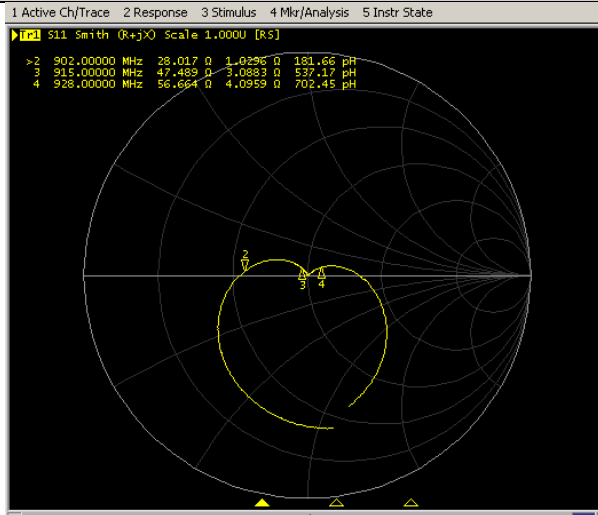 1 Active Ch/Trace 2 Response 3 Stimulus 4 Mkr/Analysis 5 Instr State
Tr1 S11 Smith (R+jX) Scale 1.000U [RS]
>2 902.00000 MHz 28.017 Ω 1.0296 Ω 181.66 pH
3 915.00000 MHz 47.489 Ω 3.0883 Ω 537.17 pH
4 928.00000 MHz 56.664 Ω 4.0959 Ω 702.45 pH
2
3 4